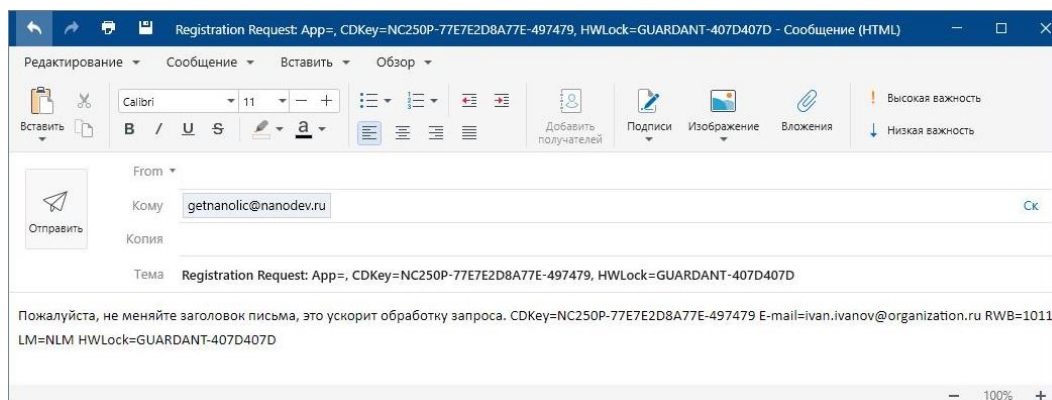 Registration Request: App=, CDKey=NC250P-77E7E2D8A77E-497479, HWLock=GUARDANT-407D407D - Сообщение (HTML)
Редактирование Сообщение Вставить Обзор
Вставить
Calibri 11
B I U S a
Добавить получателей
Подписи
Изображение
Вложения
! Высокая важность
↓ Низкая важность
Отправить
From
Кому getnanolic@nanodev.ru Ск
Копия
Тема Registration Request: App=, CDKey=NC250P-77E7E2D8A77E-497479, HWLock=GUARDANT-407D407D
Пожалуйста, не меняйте заголовок письма, это ускорит обработку запроса. CDKey=NC250P-77E7E2D8A77E-497479 E-mail=ivan.ivanov@organization.ru RWB=1011
LM=NLM HWLock=GUARDANT-407D407D
— 100% +